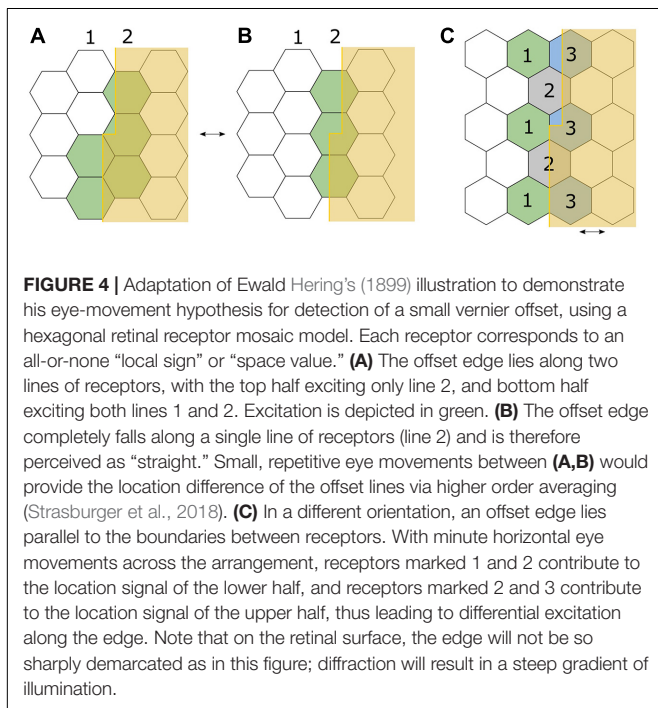 A 1 2 B 1 2 C
1 3
2
1 3
2
1 3
FIGURE 4 | Adaptation of Ewald Hering's (1899) illustration to demonstrate
his eye-movement hypothesis for detection of a small vernier offset, using a
hexagonal retinal receptor mosaic model. Each receptor corresponds to an
all-or-none “local sign” or “space value.” (A) The offset edge lies along two
lines of receptors, with the top half exciting only line 2, and bottom half
exciting both lines 1 and 2. Excitation is depicted in green. (B) The offset edge
completely falls along a single line of receptors (line 2) and is therefore
perceived as “straight.” Small, repetitive eye movements between (A,B) would
provide the location difference of the offset lines via higher order averaging
(Strasburger et al., 2018). (C) In a different orientation, an offset edge lies
parallel to the boundaries between receptors. With minute horizontal eye
movements across the arrangement, receptors marked 1 and 2 contribute to
the location signal of the lower half, and receptors marked 2 and 3 contribute
to the location signal of the upper half, thus leading to differential excitation
along the edge. Note that on the retinal surface, the edge will not be so
sharply demarcated as in this figure; diffraction will result in a steep gradient of
illumination.